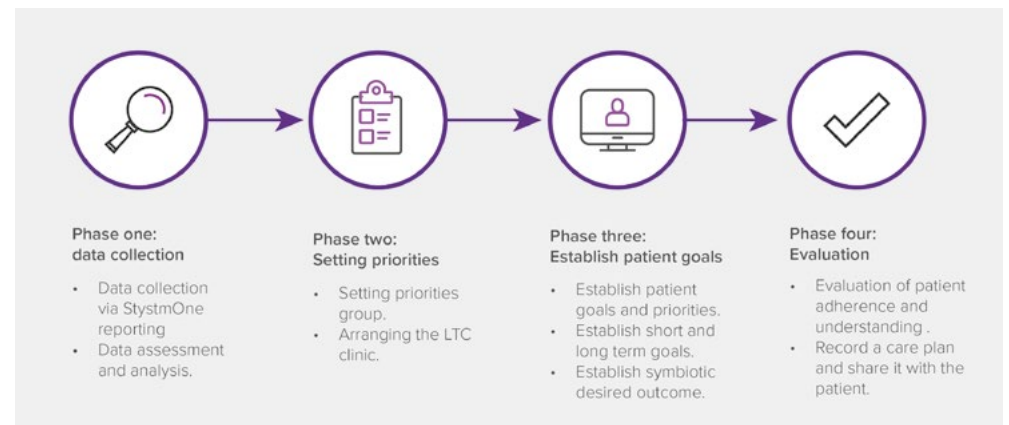 Phase one:
data collection
• Data collection
via StystmOne
reporting
• Data assessment
and analysis.
Phase two:
Setting priorities
• Setting priorities
group.
• Arranging the LTC
clinic.
Phase three:
Establish patient goals
• Establish patient
goals and priorities.
• Establish short and
long term goals.
• Establish symbiotic
desired outcome.
Phase four:
Evaluation
• Evaluation of patient
adherence and
understanding .
• Record a care plan
and share it with the
patient.